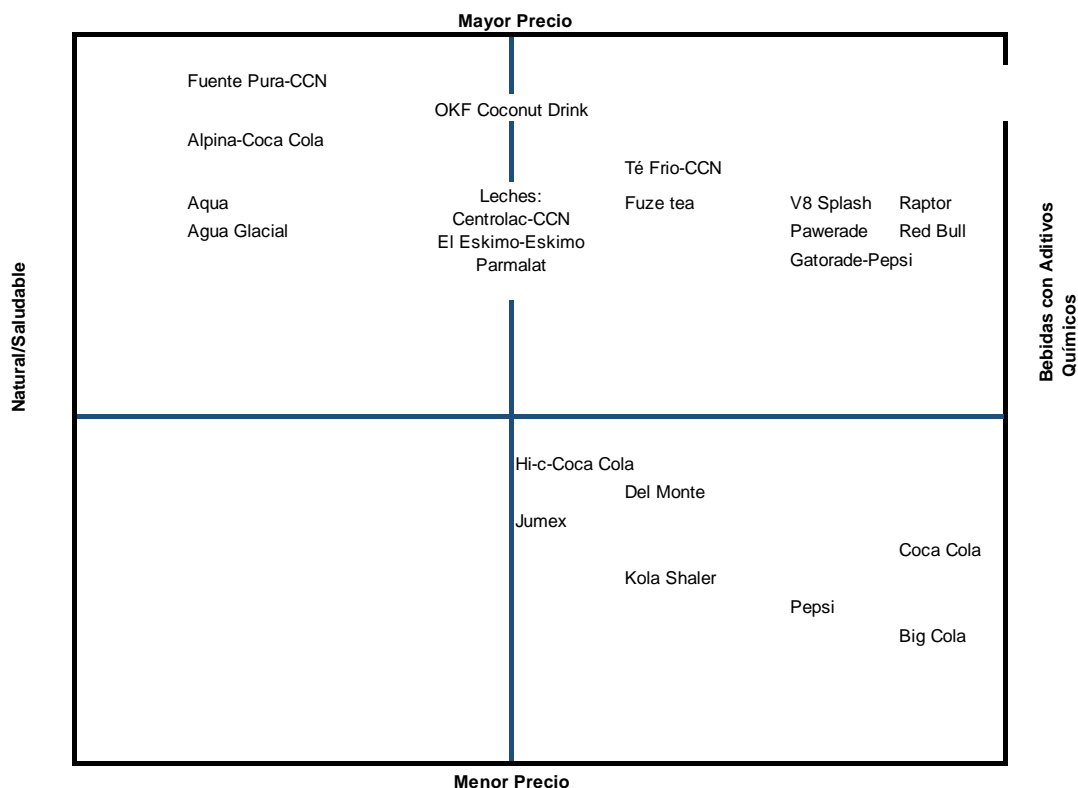 Mayor Precio
Fuente Pura-CCN
OKF Coconut Drink
Alpina-Coca Cola
Té Frio-CCN
Leches:
Centrolac-CCN
El Eskimo-Eskimo
Parmalat
Aqua
Agua Glacial
Fuze tea
V8 Splash
Raptor
Pawerade
Red Bull
Gatorade-Pepsi
Natural/Saludable
Bebidas con Aditivos
Químicos
Hi-c-Coca Cola
Del Monte
Jumex
Coca Cola
Kola Shaler
Pepsi
Big Cola
Menor Precio